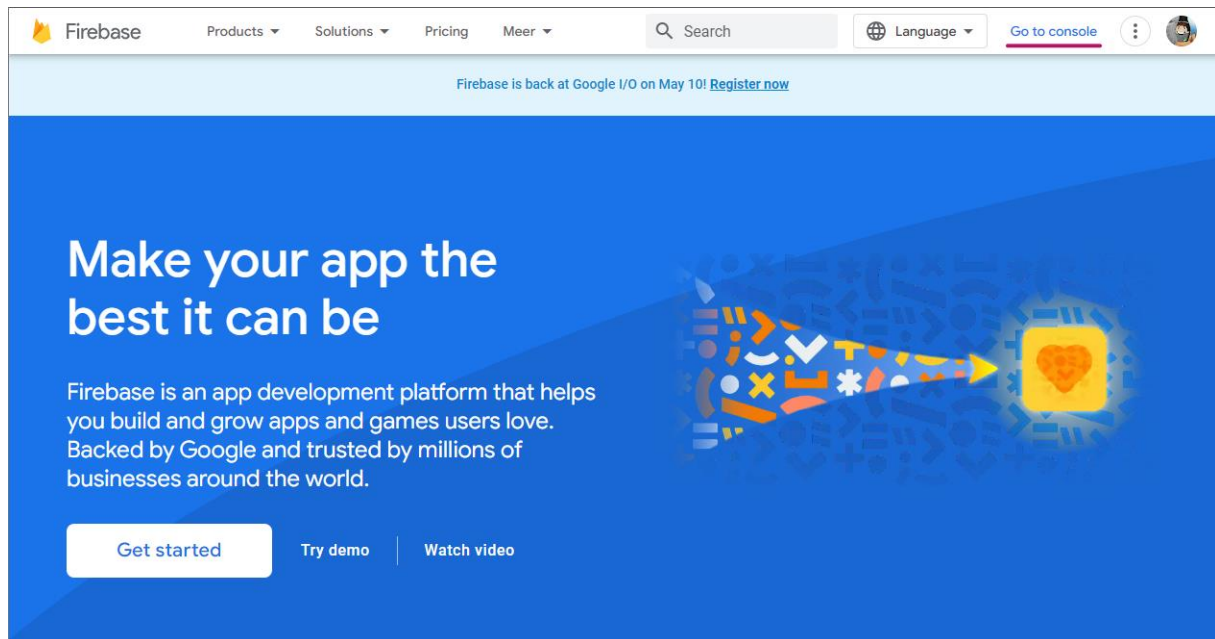 Firebase Products Solutions Pricing Meer Search Language Go to console
Firebase is back at Google I/O on May 10! Register now
Make your app the
best it can be
Firebase is an app development platform that helps
you build and grow apps and games users love.
Backed by Google and trusted by millions of
businesses around the world.
Get started Try demo Watch video